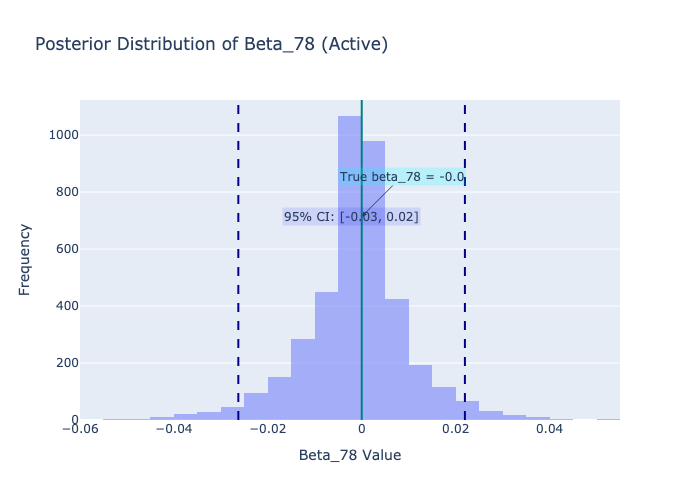 Posterior Distribution of Beta_78 (Active)
1000
True beta_78 = -0.0
800
95% CI: [-0.03, 0.02]
600
400
200
0
Frequency
−0.06
−0.04
−0.02
0
0.02
0.04
Beta_78 Value